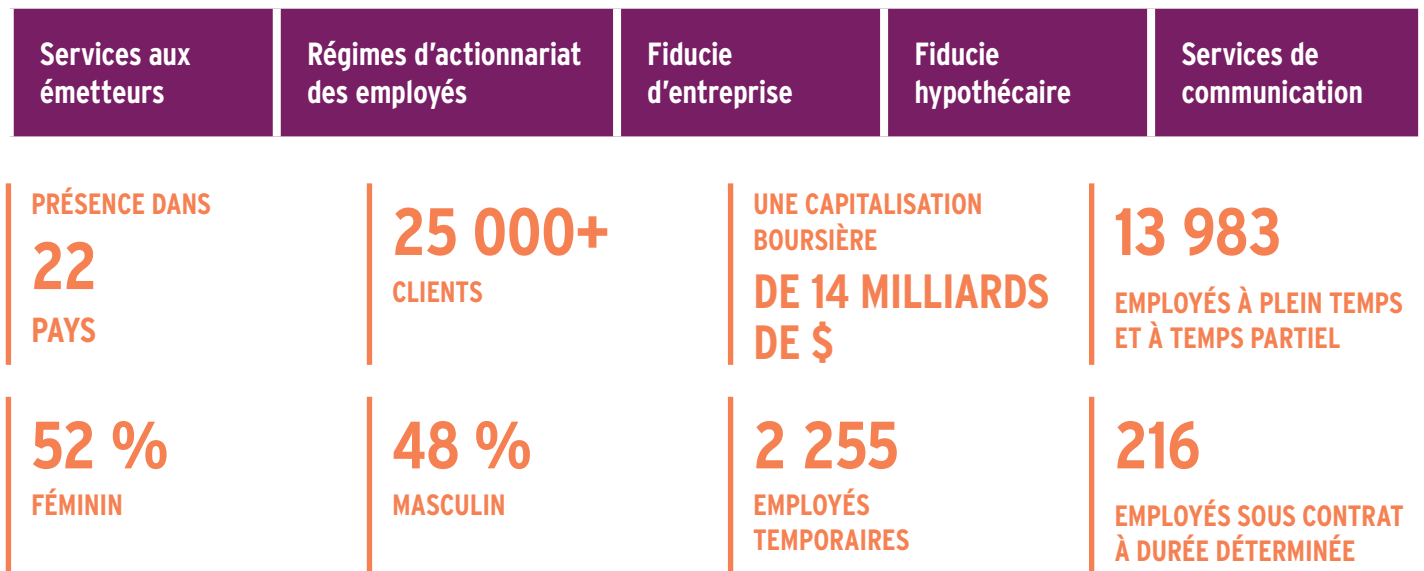 Services aux
émetteurs
Régimes d'actionnariat
des employés
Fiducie
d'entreprise
Fiducie
hypothécaire
Services de
communication
PRÉSENCE DANS
22
PAYS
25 000+
CLIENTS
UNE CAPITALISATION
BOURSIÈRE
DE 14 MILLIARDS
DE $
13 983
EMPLOYÉS À PLEIN TEMPS
ET À TEMPS PARTIEL
52 %
FÉMININ
48 %
MASCULIN
2 255
EMPLOYÉS
TEMPORAIRES
216
EMPLOYÉS SOUS CONTRAT
À DURÉE DÉTERMINÉE